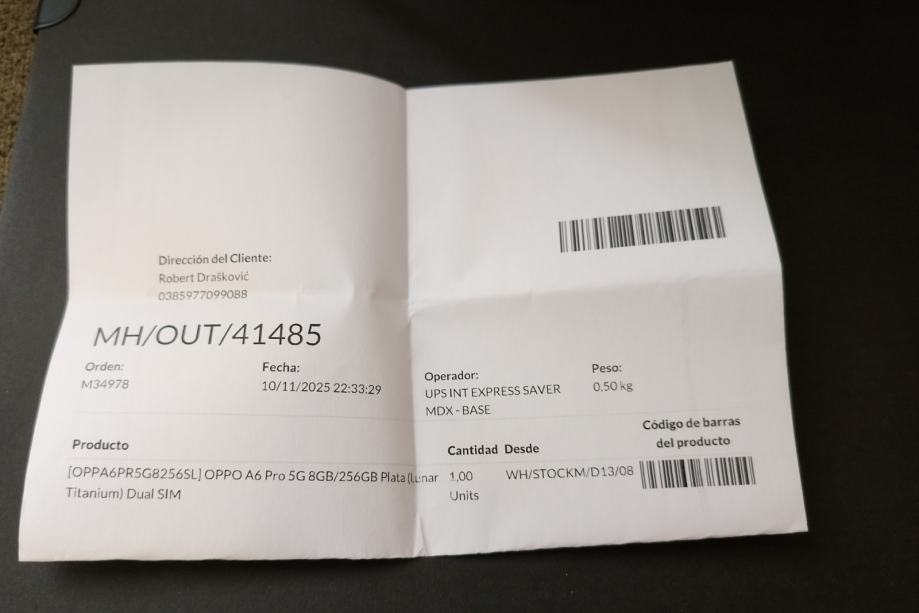 Dirección del Cliente:
Robert Drašković
0385977099088
MH/OUT/41485
Orden:
M34978
Fecha:
10/11/2025 22:33:29
Operador:
UPS INT EXPRESS SAVER
MDX - BASE
Peso:
0,50 kg
Producto
Cantidad Desde
Código de barras
del producto
[OPPA6PR5G8256SL] OPPO A6 Pro 5G 8GB/256GB Plata (Lunar
Titanium) Dual SIM
1,00
Units
WH/STOCKM/D13/08